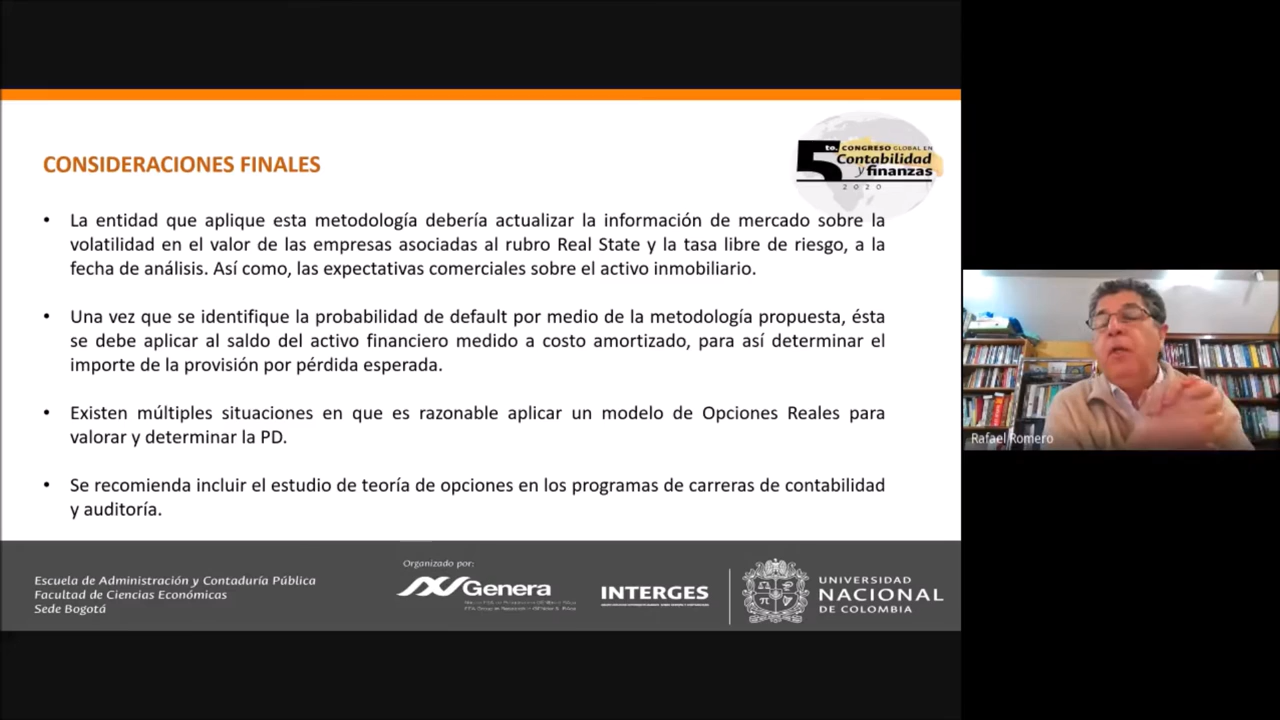 CONSIDERACIONES FINALES
5to. CONGRESO GLOBAL EN
Contabilidad
y finanzas
2020
• La entidad que aplique esta metodología debería actualizar la información de mercado sobre la
volatilidad en el valor de las empresas asociadas al rubro Real State y la tasa libre de riesgo, a la
fecha de análisis. Así como, las expectativas comerciales sobre el activo inmobiliario.
• Una vez que se identifique la probabilidad de default por medio de la metodología propuesta, ésta
se debe aplicar al saldo del activo financiero medido a costo amortizado, para así determinar el
importe de la provisión por pérdida esperada.
• Existen múltiples situaciones en que es razonable aplicar un modelo de Opciones Reales para
valorar y determinar la PD.
• Se recomienda incluir el estudio de teoría de opciones en los programas de carreras de contabilidad
y auditoría.
Rafael Romero
Escuela de Administración y Contaduría Pública
Facultad de Ciencias Económicas
Sede Bogotá
Organizado por:
Genera
INTERGES
UNIVERSIDAD
NACIONAL
DE COLOMBIA